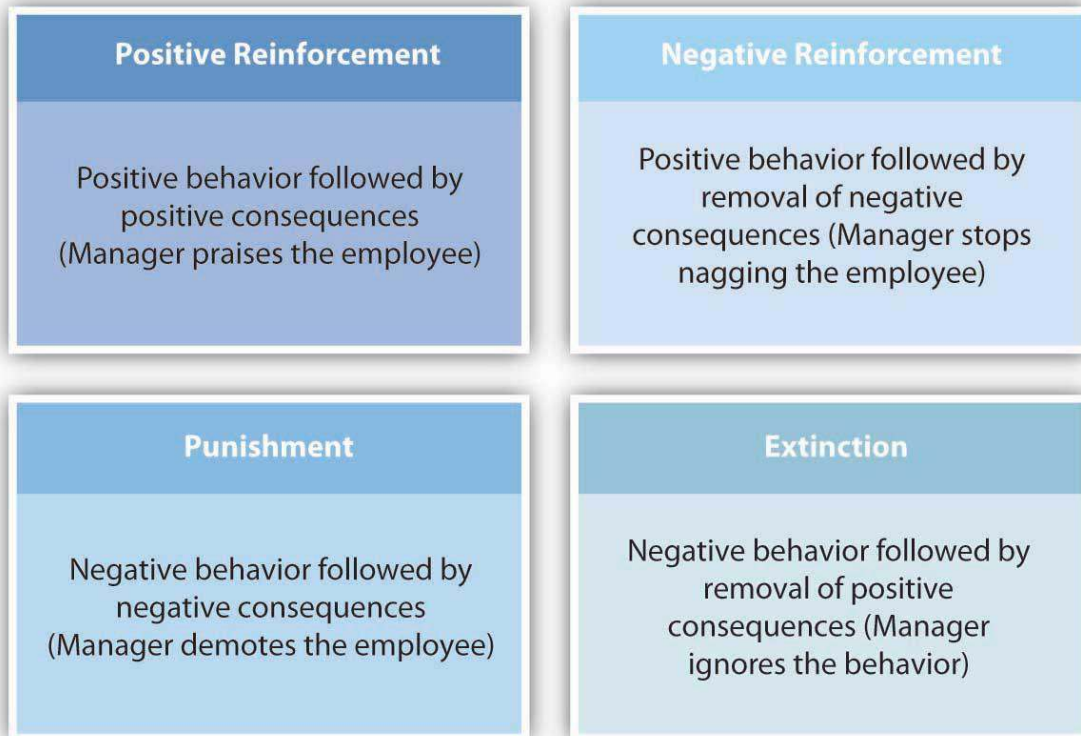 Positive Reinforcement
Positive behavior followed by
positive consequences
(Manager praises the employee)
Negative Reinforcement
Positive behavior followed by
removal of negative
consequences (Manager stops
nagging the employee)
Punishment
Negative behavior followed by
negative consequences
(Manager demotes the employee)
Extinction
Negative behavior followed by
removal of positive
consequences (Manager
ignores the behavior)